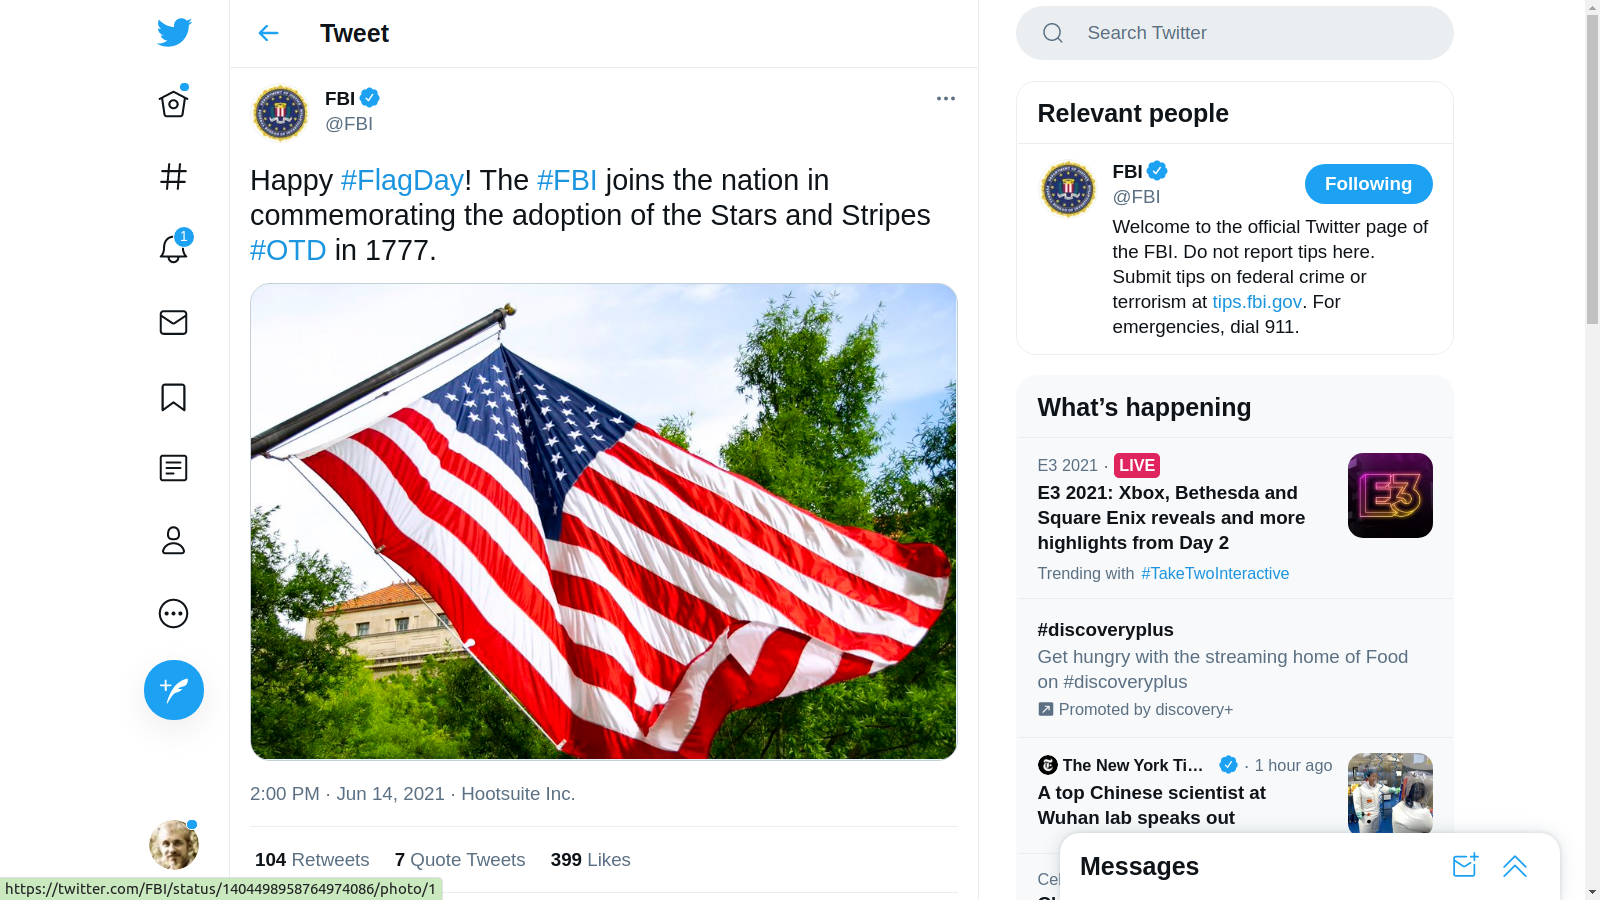 Tweet
FBI
@FBI
Happy #FlagDay! The #FBI joins the nation in
commemorating the adoption of the Stars and Stripes
#OTD in 1777.
2:00 PM · Jun 14, 2021 · Hootsuite Inc.
104 Retweets 7 Quote Tweets 399 Likes
1
https://twitter.com/FBI/status/1404498958764974086/photo/1
Search Twitter
Relevant people
FBI
@FBI
Following
Welcome to the official Twitter page of
the FBI. Do not report tips here.
Submit tips on federal crime or
terrorism at tips.fbi.gov. For
emergencies, dial 911.
What’s happening
E3 2021 · LIVE
E3 2021: Xbox, Bethesda and
Square Enix reveals and more
highlights from Day 2
Trending with #TakeTwoInteractive
E3
#discoveryplus
Get hungry with the streaming home of Food
on #discoveryplus
Promoted by discovery+
The New York Ti… · 1 hour ago
A top Chinese scientist at
Wuhan lab speaks out
Messages